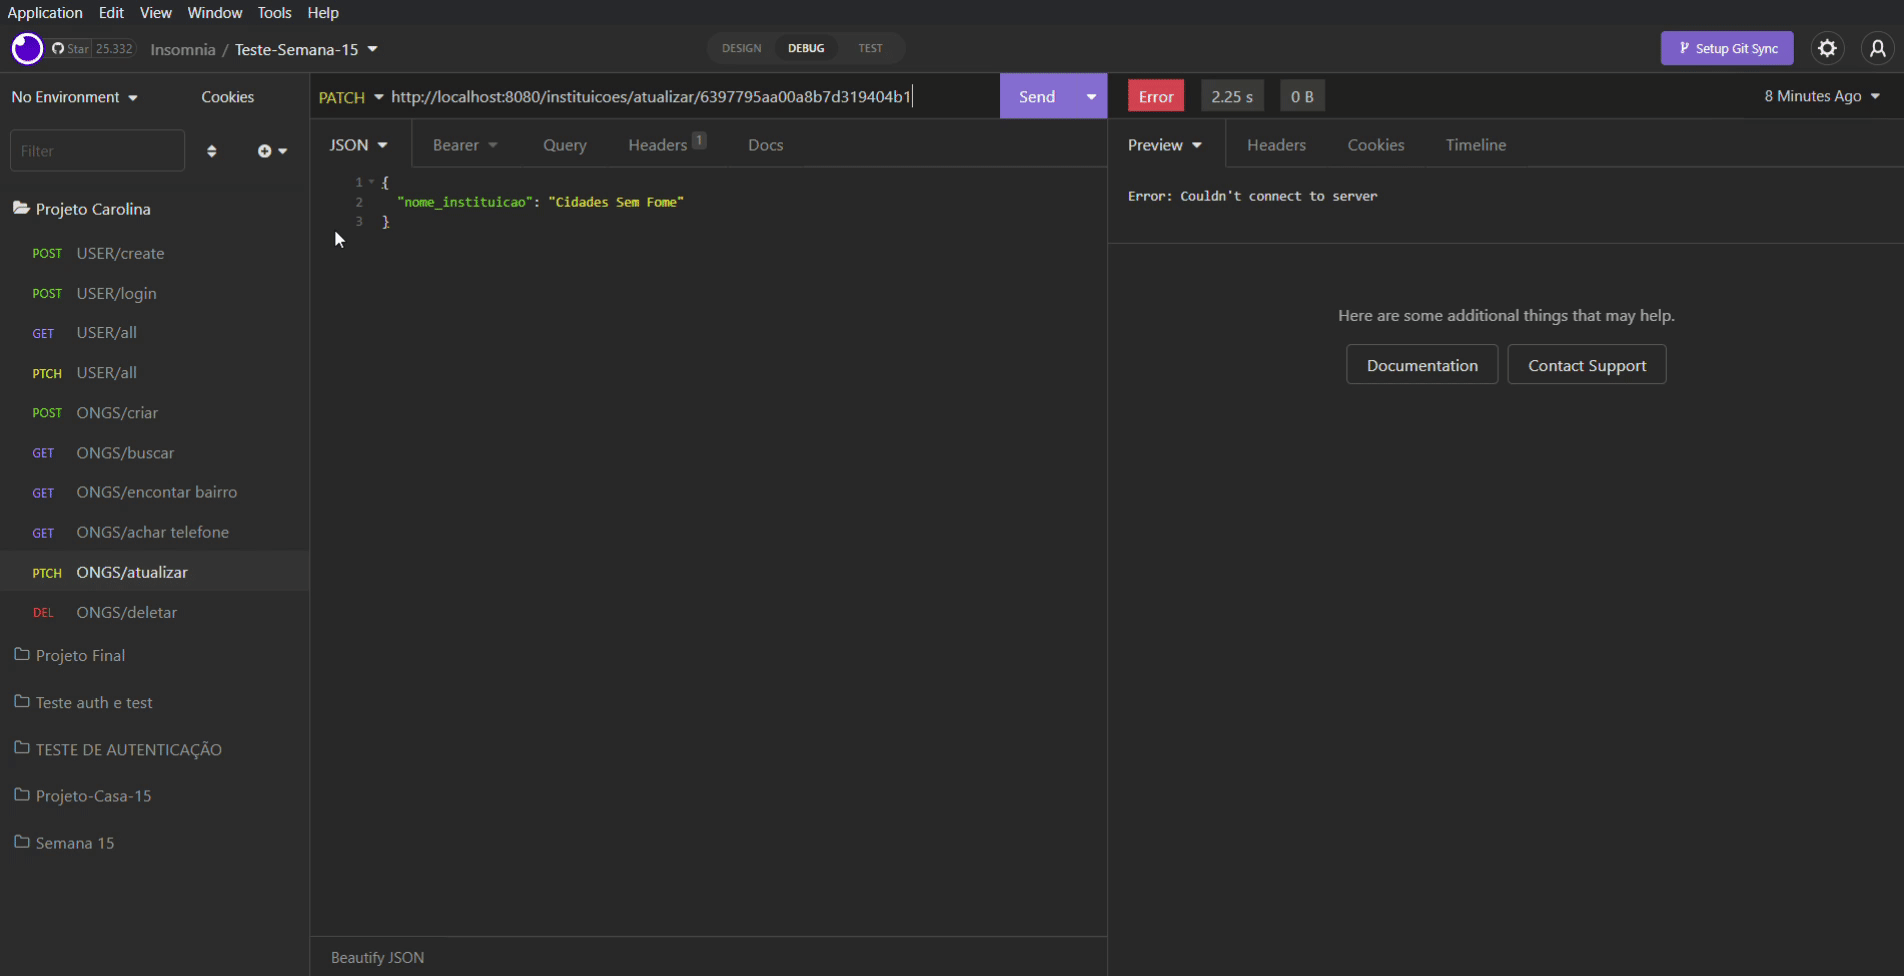 Application Edit View Window Tools Help
Star 25.332 Insomnia / Teste-Semana-15 DESIGN DEBUG TEST Setup Git Sync
No Environment Cookies
PATCH http://localhost:8080/instituicoes/atualizar/6397795aa00a8b7d319404b1 Send
Error 2.25 s 0 B 8 Minutes Ago
Filter
Projeto Carolina
POST USER/create
POST USER/login
GET USER/all
PTCH USER/all
POST ONGS/criar
GET ONGS/buscar
GET ONGS/encontar bairro
GET ONGS/achar telefone
PTCH ONGS/atualizar
DEL ONGS/deletar
Projeto Final
Teste auth e test
TESTE DE AUTENTICAÇÃO
Projeto-Casa-15
Semana 15
JSON Bearer Query Headers 1 Docs
1 {
2 "nome_instituicao": "Cidades Sem Fome"
3 }
Beautify JSON
Preview Headers Cookies Timeline
Error: Couldn't connect to server
Here are some additional things that may help.
Documentation Contact Support